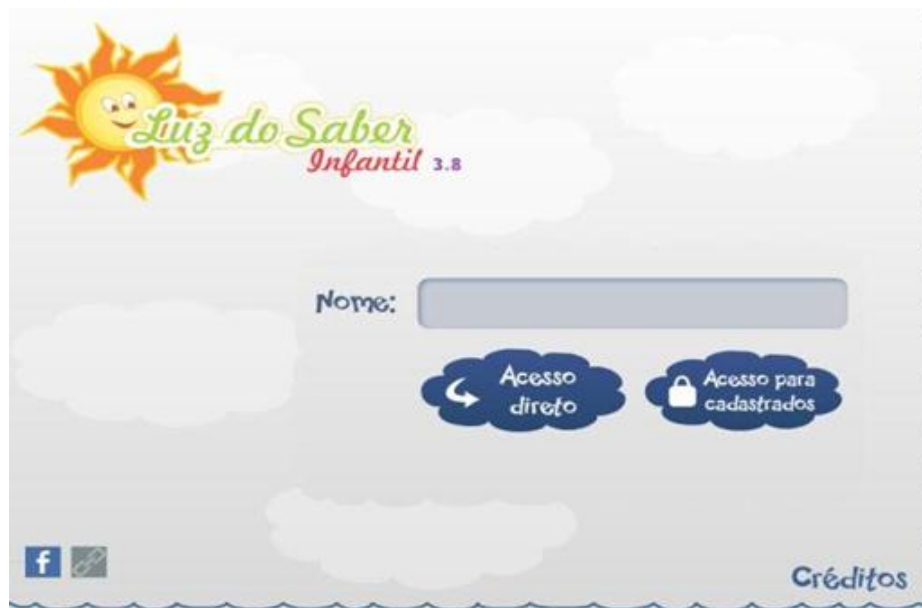 Luz do Saber
Infantil 3.8
Nome:
Acesso
direto
Acesso para
cadastrados
f
Créditos